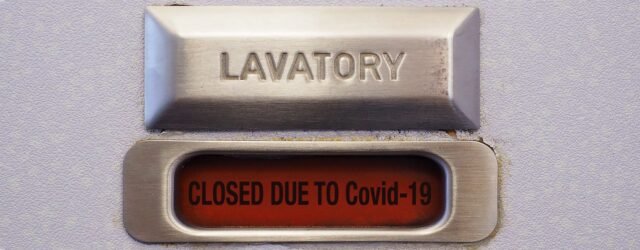 LAVATORY
CLOSED DUE TO Covid-19